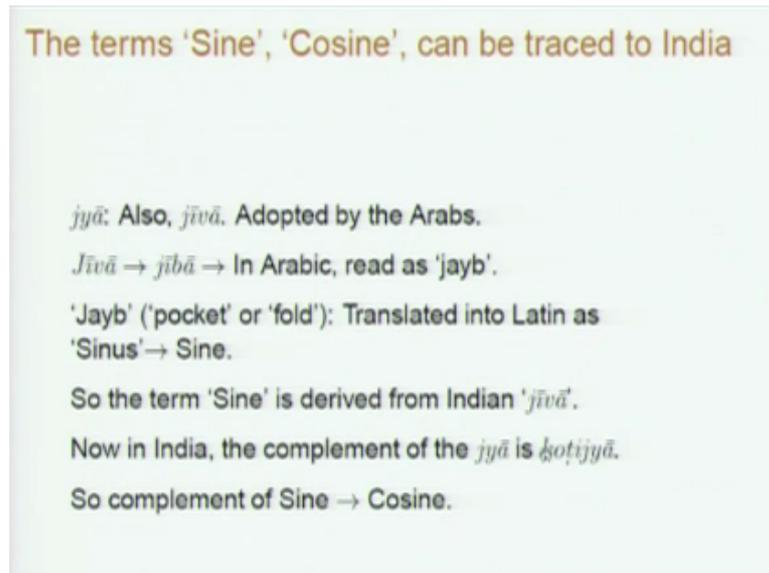 The terms ‘Sine’, ‘Cosine’, can be traced to India
jyā: Also, jīvā. Adopted by the Arabs.
Jīvā → jībā → In Arabic, read as ‘jayb’.
‘Jayb’ (‘pocket’ or ‘fold’): Translated into Latin as
‘Sinus’→ Sine.
So the term ‘Sine’ is derived from Indian ‘jīvā’.
Now in India, the complement of the jyā is koṭijyā.
So complement of Sine → Cosine.